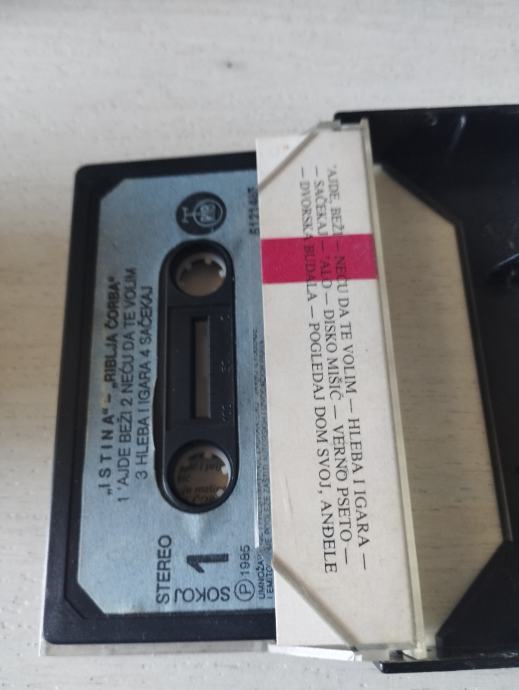 „ISTINA“ – „RIBLJA ČORBA“
1 'AJDE BEŽI 2 NEĆU DA TE VOLIM
3 HLEBA I IGARA 4 SAČEKAJ
STEREO
SOKOJ
1
Ⓟ 1985
PGP
'AJDE, BEŽI — NEĆU DA TE VOLIM — HLEBA I IGARA —
— SAČEKAJ — 'ALO — DISKO MIŠIĆ — VERNO PSETO —
— DVORSKA BUDALA — POGLEDAJ DOM SVOJ, ANĐELE